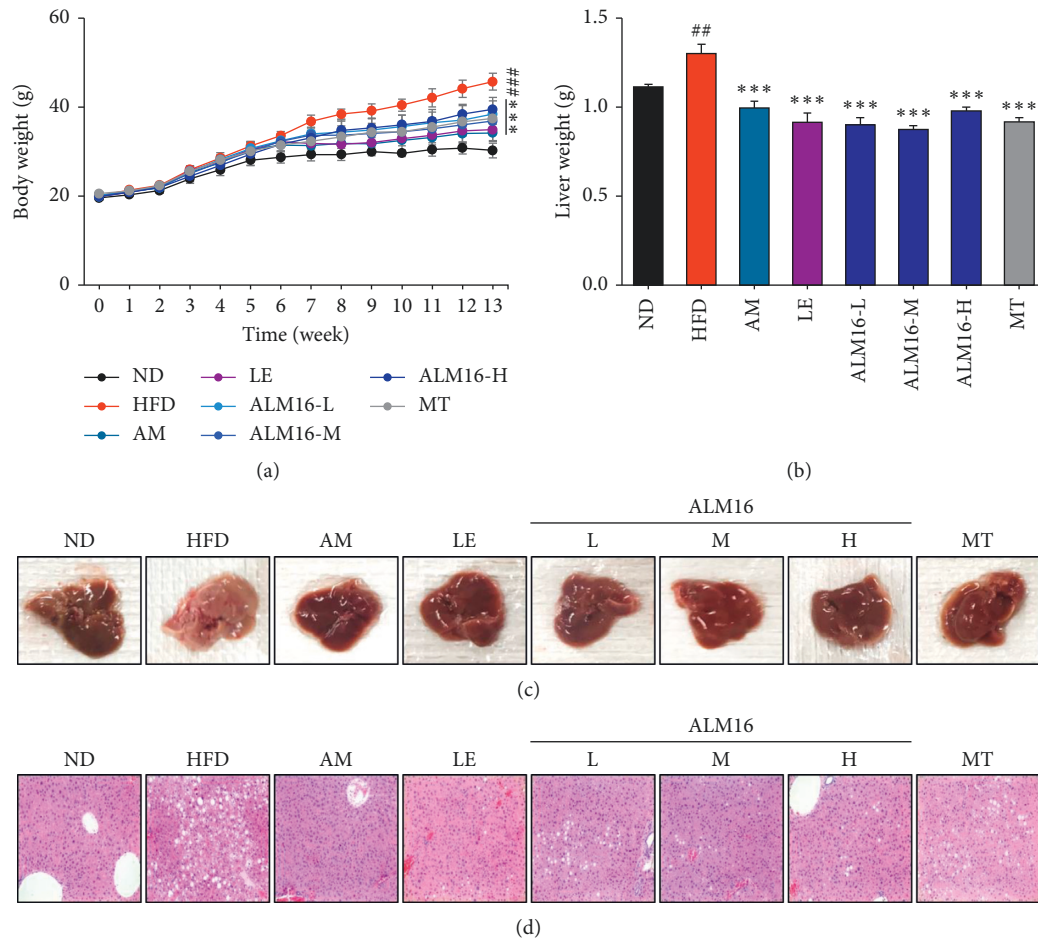 60
40
20
0
Body weight (g)
0 1 2 3 4 5 6 7 8 9 10 11 12 13
Time (week)
###
***
ND
HFD
AM
LE
ALM16-L
ALM16-M
ALM16-H
MT
(a)
1.5
1.0
0.5
0.0
Liver weight (g)
##
*** *** *** *** *** ***
ND
HFD
AM
LE
ALM16-L
ALM16-M
ALM16-H
MT
(b)
ALM16
ND HFD AM LE L M H MT
(c)
ALM16
ND HFD AM LE L M H MT
(d)